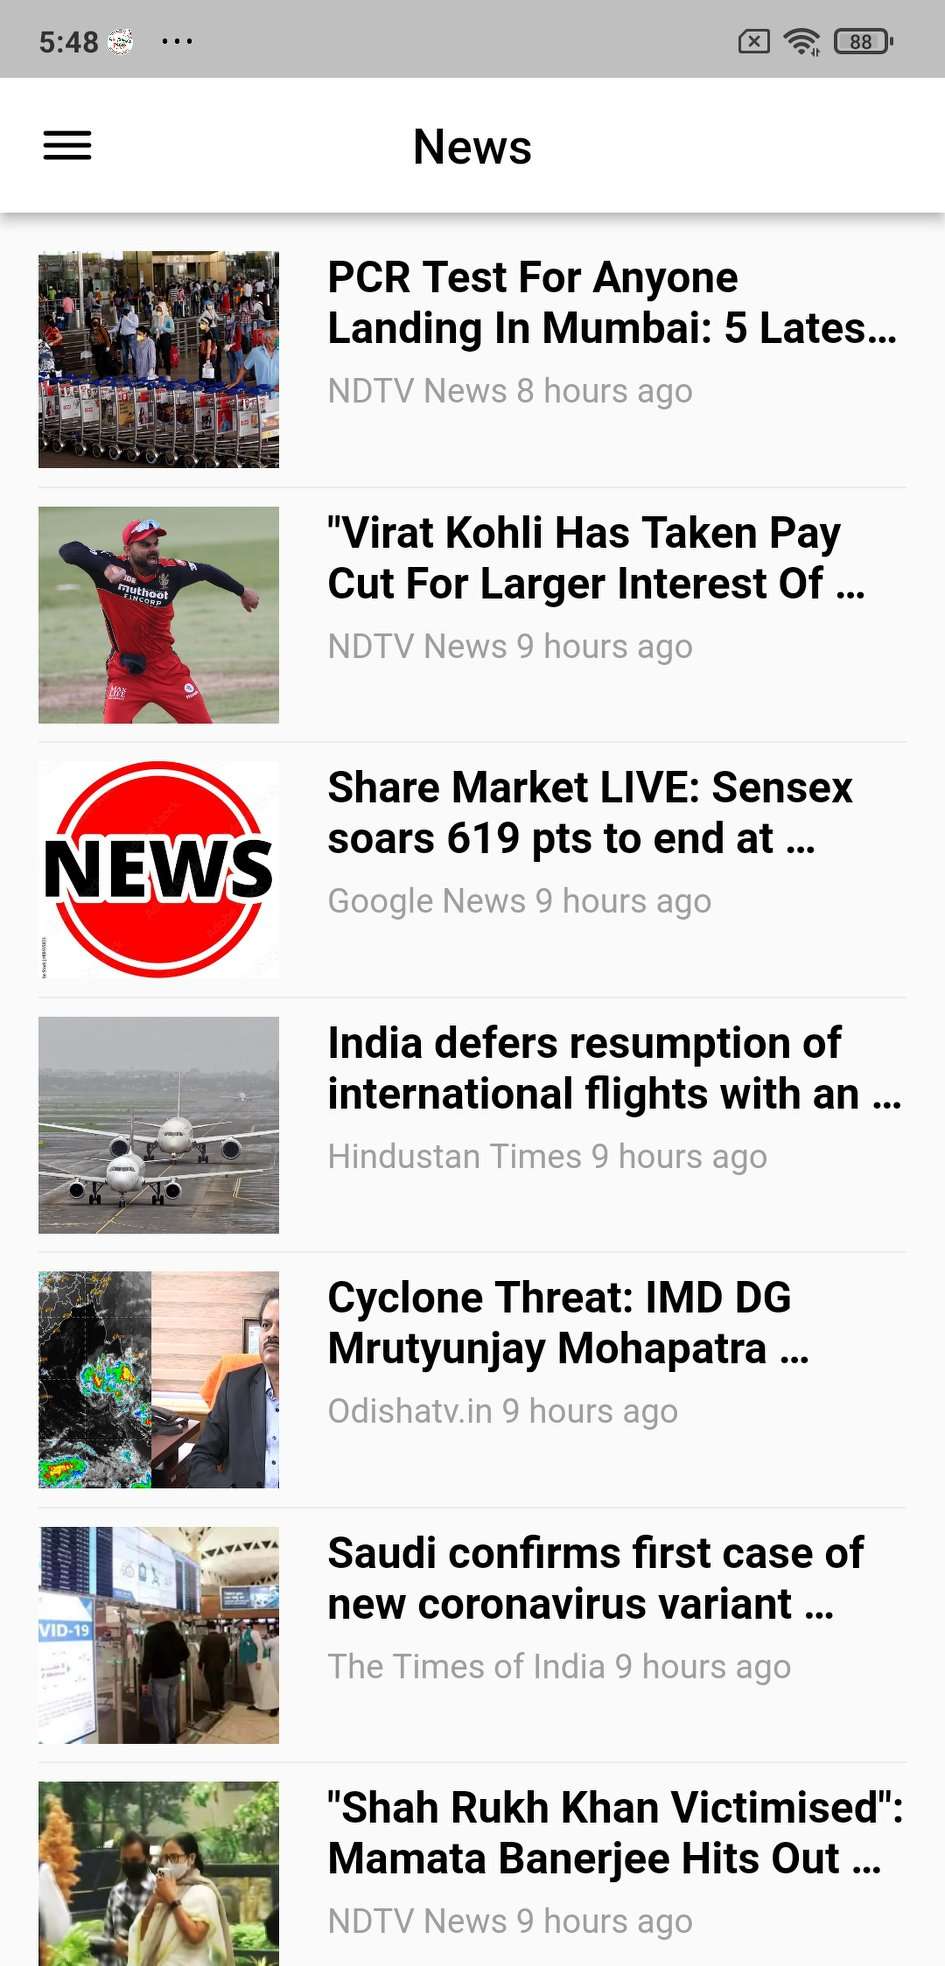 5:48
88
News
PCR Test For Anyone
Landing In Mumbai: 5 Lates...
NDTV News 8 hours ago
"Virat Kohli Has Taken Pay
Cut For Larger Interest Of ...
NDTV News 9 hours ago
muthoot
FINCORP
MAX
LIFE
Share Market LIVE: Sensex
soars 619 pts to end at ...
Google News 9 hours ago
NEWS
India defers resumption of
international flights with an ...
Hindustan Times 9 hours ago
Cyclone Threat: IMD DG
Mrutyunjay Mohapatra ...
Odishatv.in 9 hours ago
Saudi confirms first case of
new coronavirus variant ...
The Times of India 9 hours ago
VID-19
"Shah Rukh Khan Victimised":
Mamata Banerjee Hits Out ...
NDTV News 9 hours ago